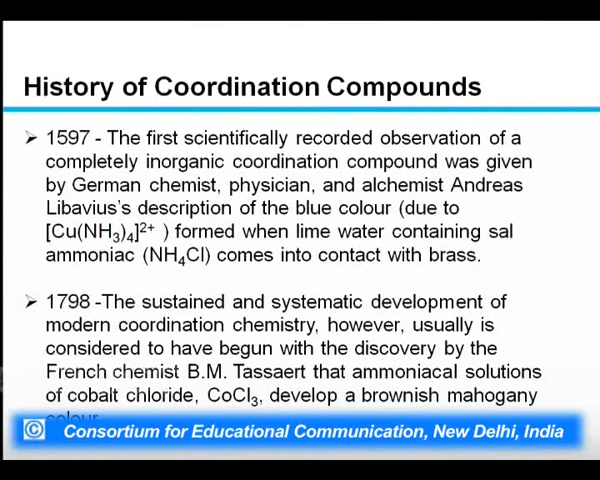 History of Coordination Compounds
➢ 1597 - The first scientifically recorded observation of a
completely inorganic coordination compound was given
by German chemist, physician, and alchemist Andreas
Libavius's description of the blue colour (due to
[Cu(NH₃)₄]²⁺ ) formed when lime water containing sal
ammoniac (NH₄Cl) comes into contact with brass.
➢ 1798 -The sustained and systematic development of
modern coordination chemistry, however, usually is
considered to have begun with the discovery by the
French chemist B.M. Tassaert that ammoniacal solutions
of cobalt chloride, CoCl₃, develop a brownish mahogany
colour
© Consortium for Educational Communication, New Delhi, India